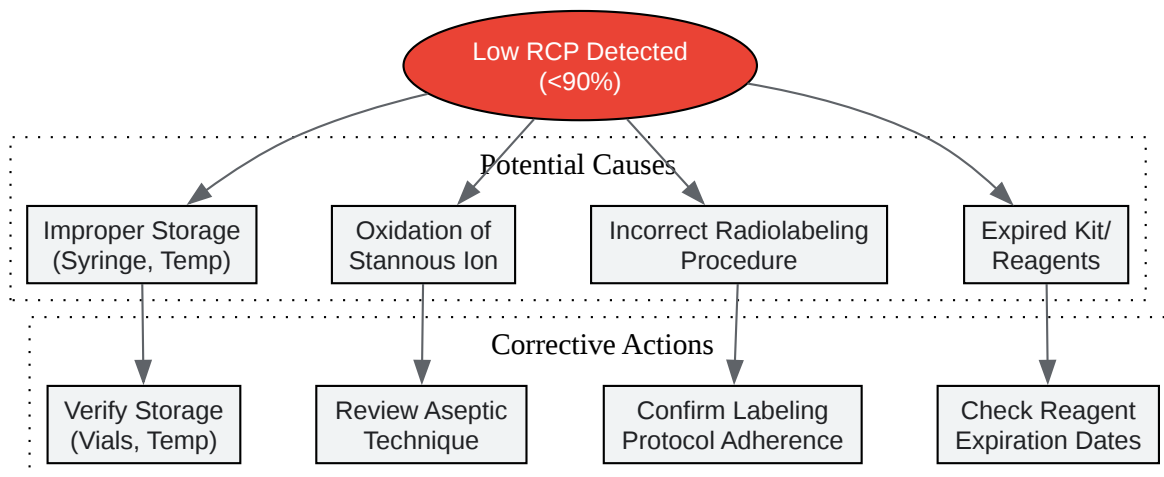 Low RCP Detected
(<90%)
Potential Causes
Improper Storage
(Syringe, Temp)
Oxidation of
Stannous Ion
Incorrect Radiolabeling
Procedure
Expired Kit/
Reagents
Corrective Actions
Verify Storage
(Vials, Temp)
Review Aseptic
Technique
Confirm Labeling
Protocol Adherence
Check Reagent
Expiration Dates